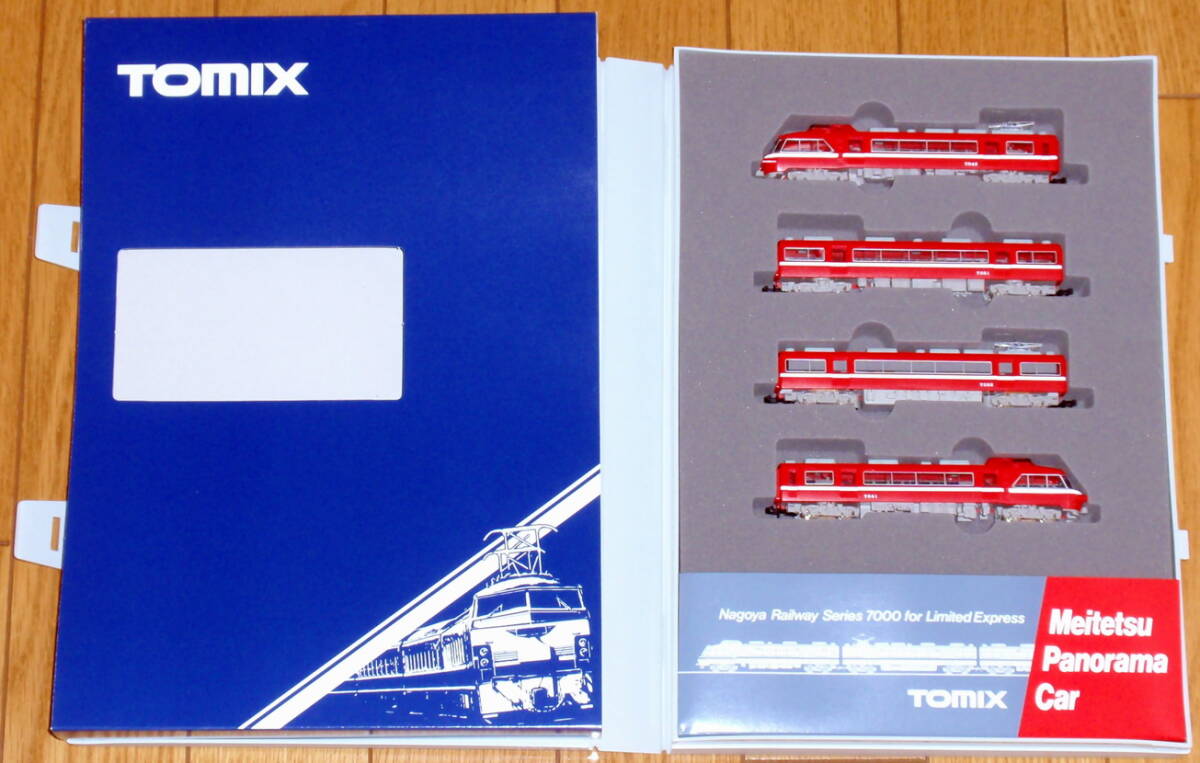 TOMIX
Nagoya Railway Series 7000 for Limited Express
TOMIX
Meitetsu
Panorama
Car